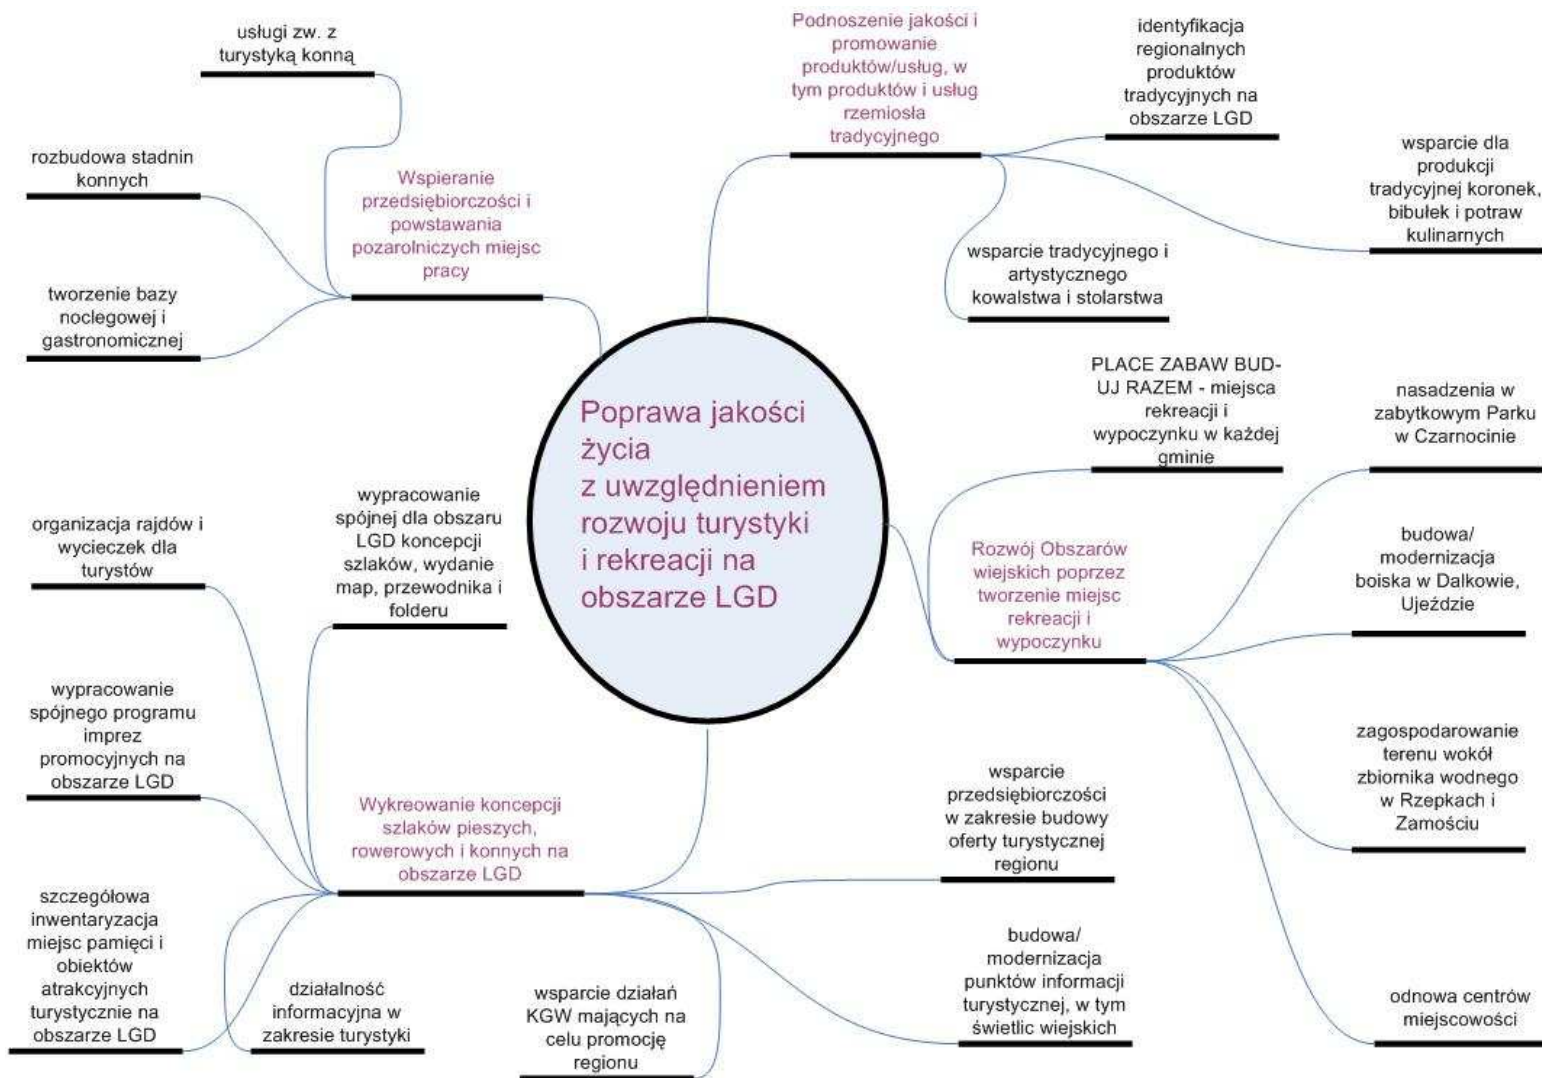 usługi zw. z
turystyką konną
rozbudowa stadnin
konnych
tworzenie bazy
noclegowej i
gastronomicznej
Wspieranie
przedsiębiorczości i
powstawania
pozarolniczych miejsc
pracy
Podnoszenie jakości i
promowanie
produktów/usług, w
tym produktów i usług
rzemiosła
tradycyjnego
identyfikacja
regionalnych
produktów
tradycyjnych na
obszarze LGD
wsparcie dla
produkcji
tradycyjnej koronek,
bibułek i potraw
kulinarnych
wsparcie tradycyjnego i
artystycznego
kowalstwa i stolarstwa
Poprawa jakości
życia
z uwzględnieniem
rozwoju turystyki
i rekreacji na
obszarze LGD
PLACE ZABAW BUD-
UJ RAZEM - miejsca
rekreacji i
wypoczynku w każdej
gminie
nasadzenia w
zabytkowym Parku
w Czarnocinie
Rozwój Obszarów
wiejskich poprzez
tworzenie miejsc
rekreacji i
wypoczynku
budowa/
modernizacja
boiska w Dalkowie,
Ujeździe
zagospodarowanie
terenu wokół
zbiornika wodnego
w Rzepkach i
Zamościu
odnowa centrów
miejscowości
organizacja rajdów i
wycieczek dla
turystów
wypracowanie
spójnej dla obszaru
LGD koncepcji
szlaków, wydanie
map, przewodnika i
folderu
wypracowanie
spójnego programu
imprez
promocyjnych na
obszarze LGD
Wykreowanie koncepcji
szlaków pieszych,
rowerowych i konnych na
obszarze LGD
szczegółowa
inwentaryzacja
miejsc pamięci i
obiektów
atrakcyjnych
turystycznie na
obszarze LGD
działalność
informacyjna w
zakresie turystyki
wsparcie działań
KGW mających na
celu promocję
regionu
wsparcie
przedsiębiorczości
w zakresie budowy
oferty turystycznej
regionu
budowa/
modernizacja
punktów informacji
turystycznej, w tym
świetlic wiejskich